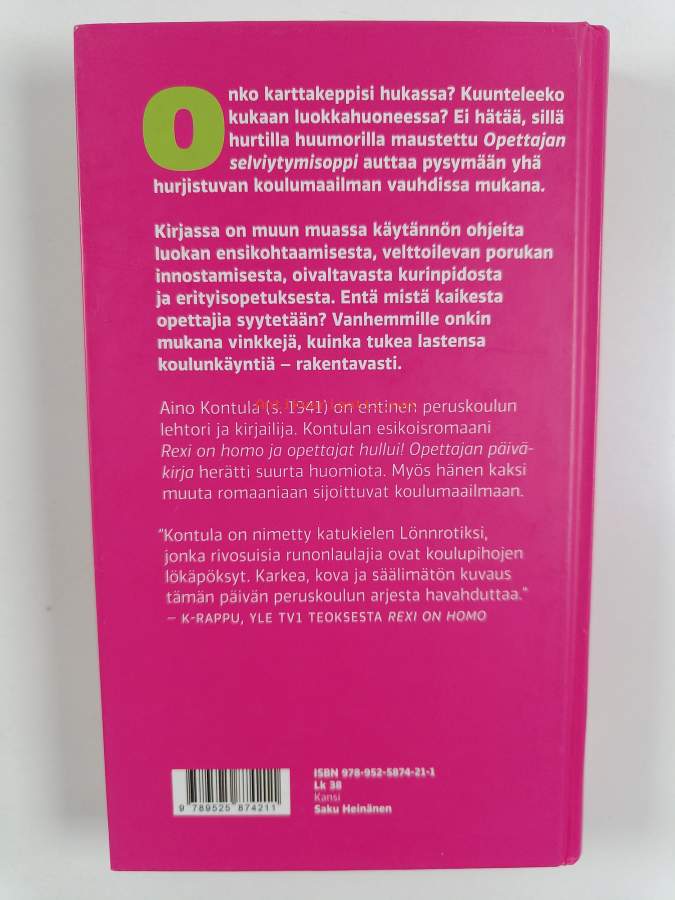 Onko karttakeppisi hukassa? Kuunteleeko
kukaan luokkahuoneessa? Ei hätää, sillä
hurtilla huumorilla maustettu Opettajan
selviytymisoppi auttaa pysymään yhä
hurjistuvan koulumaailman vauhdissa mukana.
Kirjassa on muun muassa käytännön ohjeita
luokan ensikohtaamisesta, velttoilevan porukan
innostamisesta, oivaltavasta kurinpidosta
ja erityisopetuksesta. Entä mistä kaikesta
opettajia syytetään? Vanhemmille onkin
mukana vinkkejä, kuinka tukea lastensa
koulunkäyntiä – rakentavasti.
Aino Kontula (s. 1941) on entinen peruskoulun
lehtori ja kirjailija. Kontulan esikoisromaani
Rexi on homo ja opettajat hullui! Opettajan päivä-
kirja herätti suurta huomiota. Myös hänen kaksi
muuta romaaniaan sijoittuvat koulumaailmaan.
"Kontula on nimetty katukielen Lönnrotiksi,
jonka rivosuisia runonlaulajia ovat koulupihojen
lökäpöksyt. Karkea, kova ja säälimätön kuvaus
tämän päivän peruskoulun arjesta havahduttaa."
– K-RAPPU, YLE TV1 TEOKSESTA REXI ON HOMO
ISBN 978-952-5874-21-1
Lk 38
Kansi
Saku Heinänen
9 789525 874211